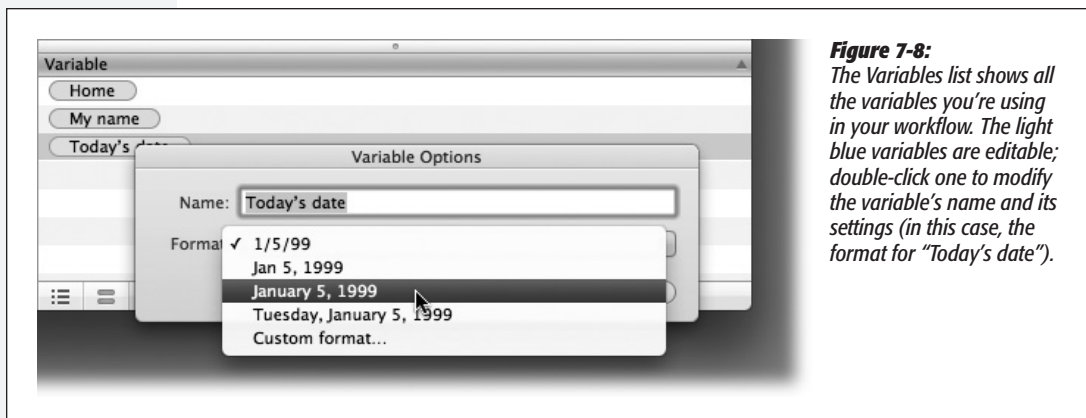 Variable
Home
My name
Today's
Variable Options
Name: Today's date
Format ✓ 1/5/99
Jan 5, 1999
January 5, 1999
Tuesday, January 5, 1999
Custom format...
Figure 7-8:
The Variables list shows all
the variables you're using
in your workflow. The light
blue variables are editable;
double-click one to modify
the variable's name and its
settings (in this case, the
format for "Today's date").